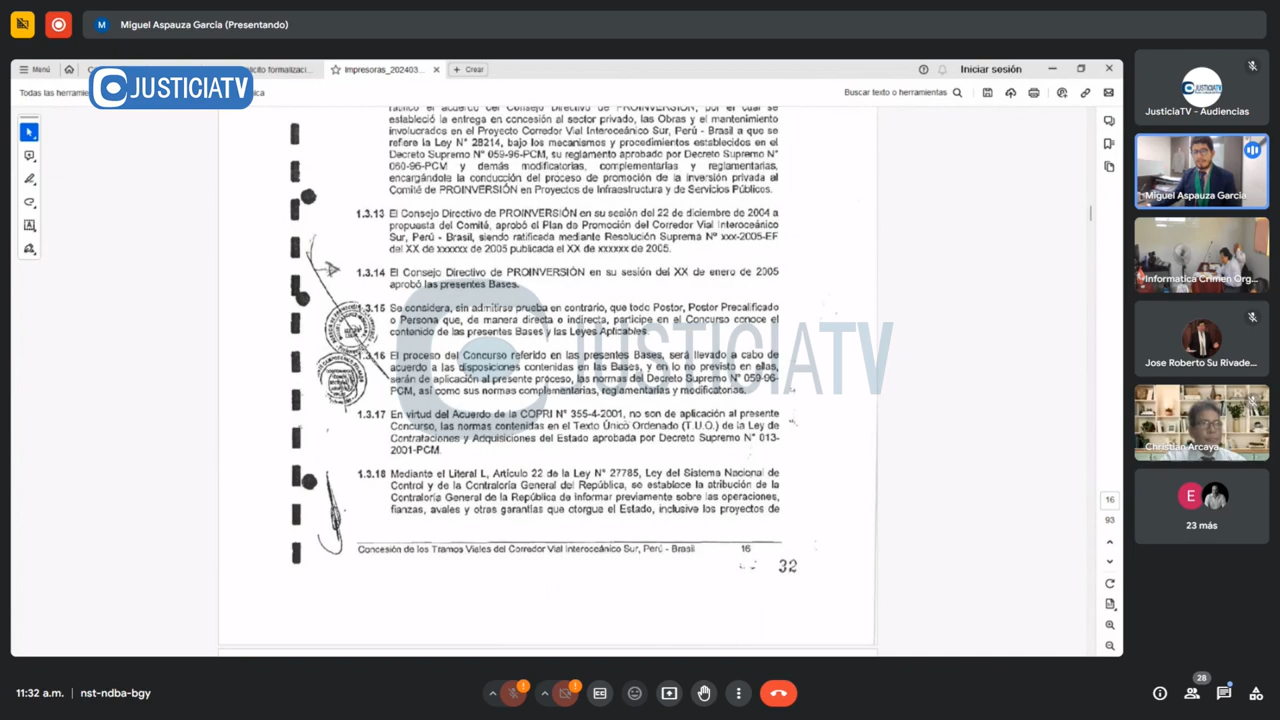 M Miguel Aspauza Garcia (Presentando)
Menú
lícito formalizaci...
Impresoras_202403...
Crear
Iniciar sesión
JUSTICIATV
Todas las herramie
Buscar texto o herramientas
ratificó el acuerdo del Consejo Directivo de PROINVERSIÓN, por el cual se
estableció la entrega en concesión al sector privado, las Obras y el mantenimiento
involucrados en el Proyecto Corredor Vial Interoceánico Sur, Perú - Brasil a que se
refiere la Ley N° 28214, bajo los mecanismos y procedimientos establecidos en el
Decreto Supremo N° 059-96-PCM, su reglamento aprobado por Decreto Supremo N°
060-96-PCM y demás modificatorias, complementarias y reglamentarias,
encargándole la conducción del proceso de promoción de la inversión privada al
Comité de PROINVERSIÓN en Proyectos de Infraestructura y de Servicios Públicos.
1.3.13 El Consejo Directivo de PROINVERSIÓN en su sesión del 22 de diciembre de 2004 a
propuesta del Comité, aprobó el Plan de Promoción del Corredor Vial Interoceánico
Sur, Perú - Brasil, siendo ratificada mediante Resolución Suprema N° xxx-2005-EF
del XX de xxxxxx de 2005 publicada el XX de xxxxxx de 2005.
1.3.14 El Consejo Directivo de PROINVERSIÓN en su sesión del XX de enero de 2005
aprobó las presentes Bases.
1.3.15 Se considera, sin admitirse prueba en contrario, que todo Postor, Postor Precalificado
o Persona que, de manera directa o indirecta, participe en el Concurso conoce el
contenido de las presentes Bases y las Leyes Aplicables.
1.3.16 El proceso del Concurso referido en las presentes Bases, será llevado a cabo de
acuerdo a las disposiciones contenidas en las Bases, y en lo no previsto en ellas,
serán de aplicación al presente proceso, las normas del Decreto Supremo N° 059-96-
PCM, así como sus normas complementarias, reglamentarias y modificatorias.
1.3.17 En virtud del Acuerdo de la COPRI N° 355-4-2001, no son de aplicación al presente
Concurso, las normas contenidas en el Texto Único Ordenado (T.U.O.) de la Ley de
Contrataciones y Adquisiciones del Estado aprobada por Decreto Supremo N° 013-
2001-PCM.
1.3.18 Mediante el Literal L, Artículo 22 de la Ley N° 27785, Ley del Sistema Nacional de
Control y de la Contraloría General del República, se establece la atribución de la
Contraloría General de la República de informar previamente sobre las operaciones,
fianzas, avales y otras garantías que otorgue el Estado, inclusive los proyectos de
Concesión de los Tramos Viales del Corredor Vial Interoceánico Sur, Perú - Brasil 16
32
JUSTICIATV
16
93
JUSTICIATV
JusticiaTV - Audiencias
Miguel Aspauza Garcia
Informatica Crimen Org...
Jose Roberto Su Rivade...
Christian Arcaya
E
23 más
11:32 a.m. | nst-ndba-bgy
28